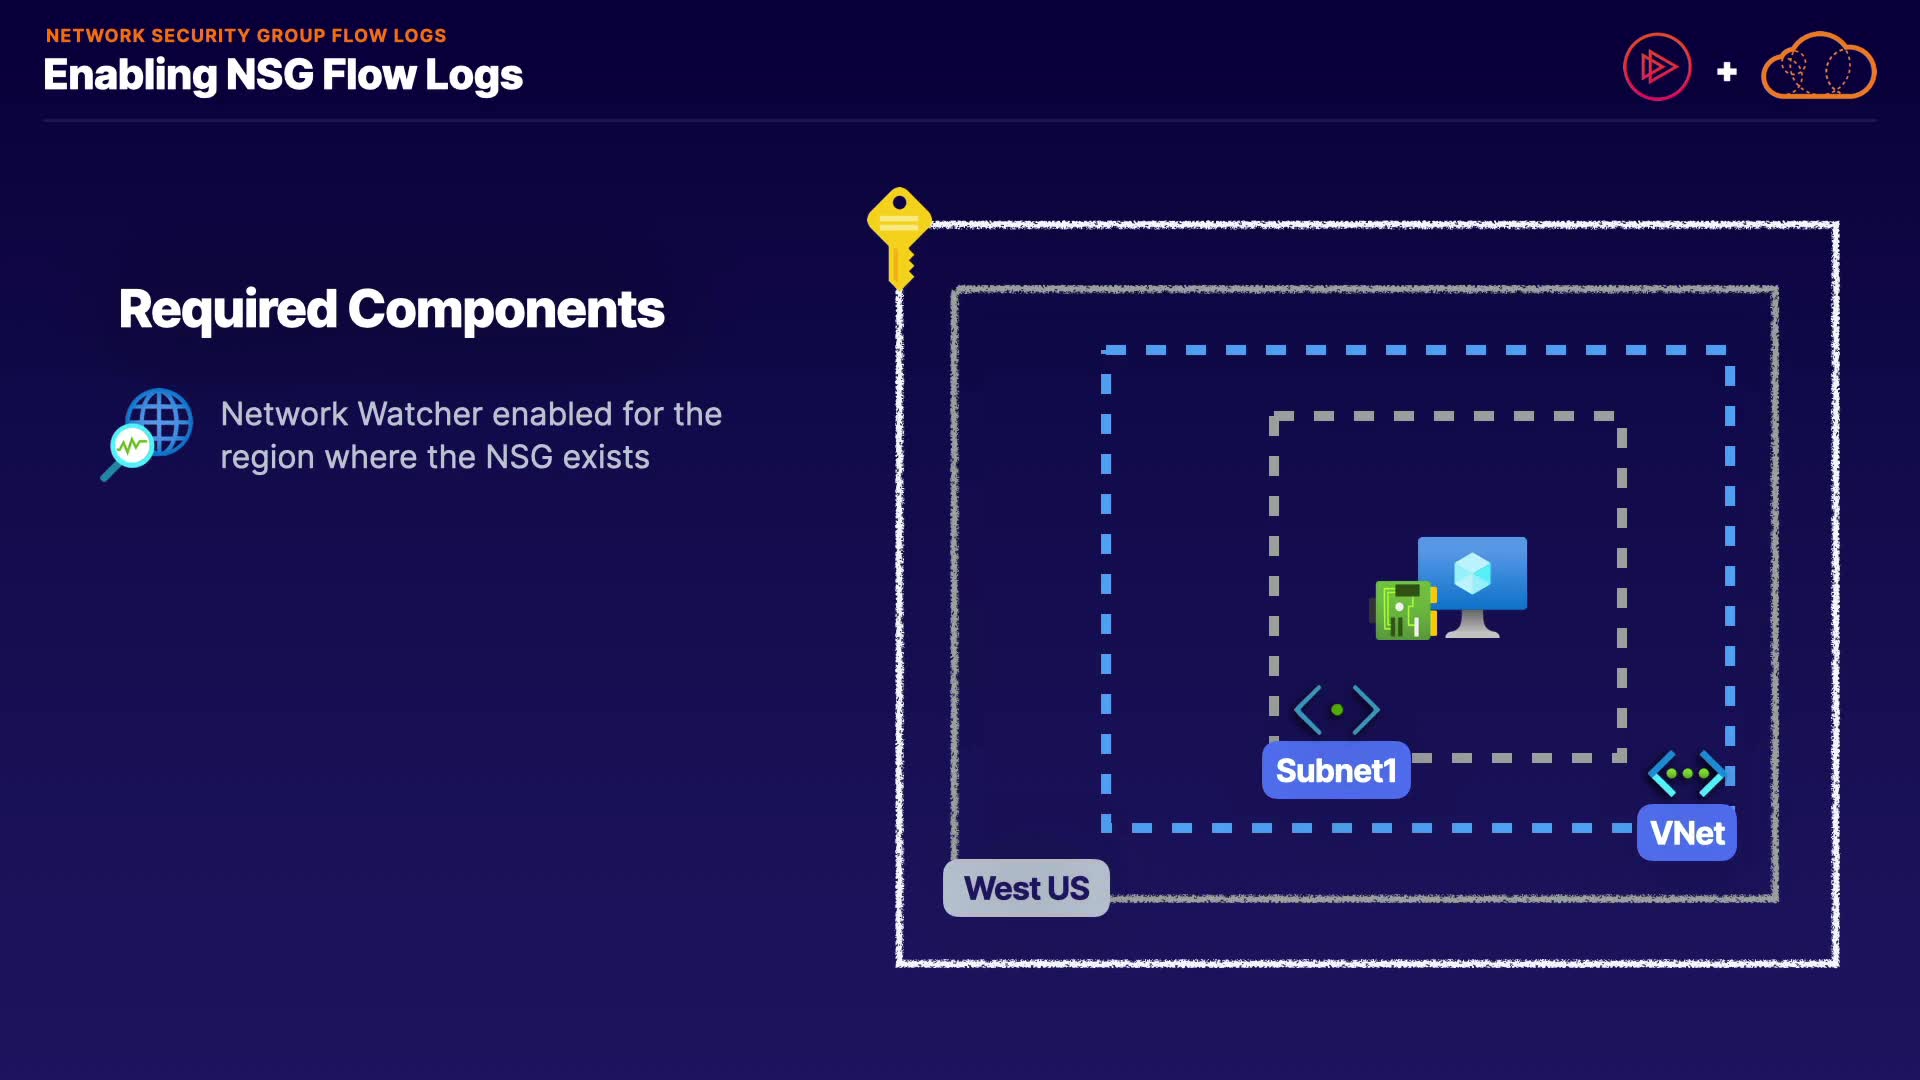 NETWORK SECURITY GROUP FLOW LOGS
Enabling NSG Flow Logs
Required Components
Network Watcher enabled for the
region where the NSG exists
Subnet1
VNet
West US